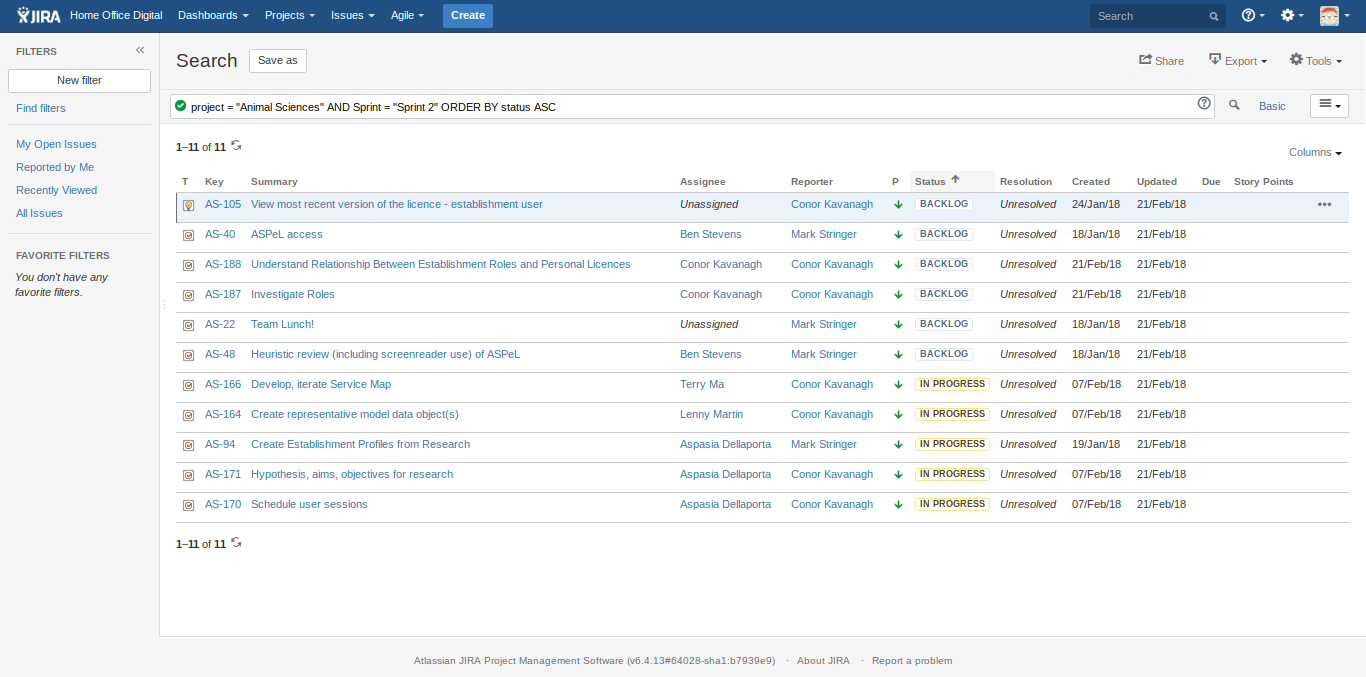 JIRA Home Office Digital Dashboards Projects Issues Agile Create Search
FILTERS
New filter
Find filters
My Open Issues
Reported by Me
Recently Viewed
All Issues
FAVORITE FILTERS
You don't have any
favorite filters.
Search Save as Share Export Tools
project = "Animal Sciences" AND Sprint = "Sprint 2" ORDER BY status ASC Basic
1–11 of 11
Columns
T Key Summary Assignee Reporter P Status Resolution Created Updated Due Story Points
AS-105 View most recent version of the licence - establishment user Unassigned Conor Kavanagh BACKLOG Unresolved 24/Jan/18 21/Feb/18
AS-40 ASPeL access Ben Stevens Mark Stringer BACKLOG Unresolved 18/Jan/18 21/Feb/18
AS-188 Understand Relationship Between Establishment Roles and Personal Licences Conor Kavanagh Conor Kavanagh BACKLOG Unresolved 21/Feb/18 21/Feb/18
AS-187 Investigate Roles Conor Kavanagh Conor Kavanagh BACKLOG Unresolved 21/Feb/18 21/Feb/18
AS-22 Team Lunch! Unassigned Mark Stringer BACKLOG Unresolved 18/Jan/18 21/Feb/18
AS-48 Heuristic review (including screenreader use) of ASPeL Ben Stevens Mark Stringer BACKLOG Unresolved 18/Jan/18 21/Feb/18
AS-166 Develop, iterate Service Map Terry Ma Conor Kavanagh IN PROGRESS Unresolved 07/Feb/18 21/Feb/18
AS-164 Create representative model data object(s) Lenny Martin Conor Kavanagh IN PROGRESS Unresolved 07/Feb/18 21/Feb/18
AS-94 Create Establishment Profiles from Research Aspasia Dellaporta Mark Stringer IN PROGRESS Unresolved 19/Jan/18 21/Feb/18
AS-171 Hypothesis, aims, objectives for research Aspasia Dellaporta Conor Kavanagh IN PROGRESS Unresolved 07/Feb/18 21/Feb/18
AS-170 Schedule user sessions Aspasia Dellaporta Conor Kavanagh IN PROGRESS Unresolved 07/Feb/18 21/Feb/18
1–11 of 11
Atlassian JIRA Project Management Software (v6.4.13#64028-sha1:b7939e9) · About JIRA · Report a problem